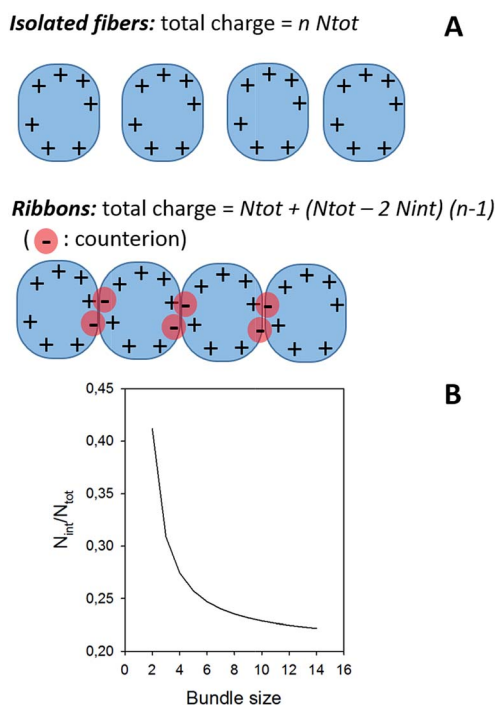 Isolated fibers: total charge = n Ntot
A
+ + + + + + + +
+ + + + + + + +
+ + + + + + + +
+ + + + + + + +
Ribbons: total charge = Ntot + (Ntot – 2 Nint) (n-1)
( - : counterion)
+ + + + + + + +
- -
+ + + + + + + +
- -
+ + + + + + + +
- -
+ + + + + + + +
B
0,45
0,40
0,35
0,30
0,25
0,20
Nint/Ntot
0 2 4 6 8 10 12 14 16
Bundle size